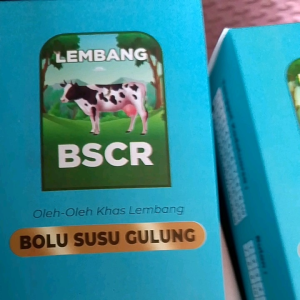 LEMBANG
BSCR
Oleh-Oleh Khas Lembang
BOLU SUSU GULUNG